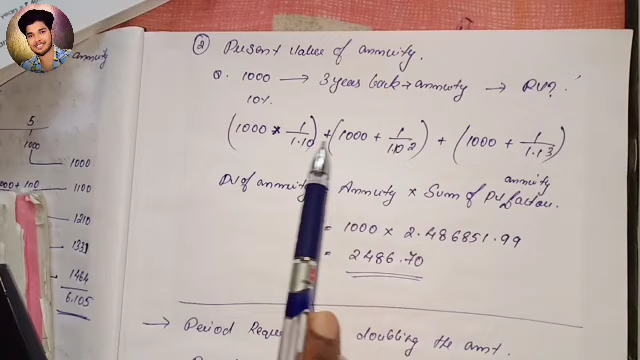 annuity
5
1
1000
1000
1100
1210
1331
1464
6.105
② Present value of annuity.
Q. 1000 → 3 years back → annuity → PV?
10%
(1000 * 1/1.10) + (1000 + 1/1.10²) + (1000 + 1/1.1³)
PV of annuity Annuity × Sum of PV annuity factor.
= 1000 × 2.486851.99
= 2486.70
→ Period Requ doubling the amt.